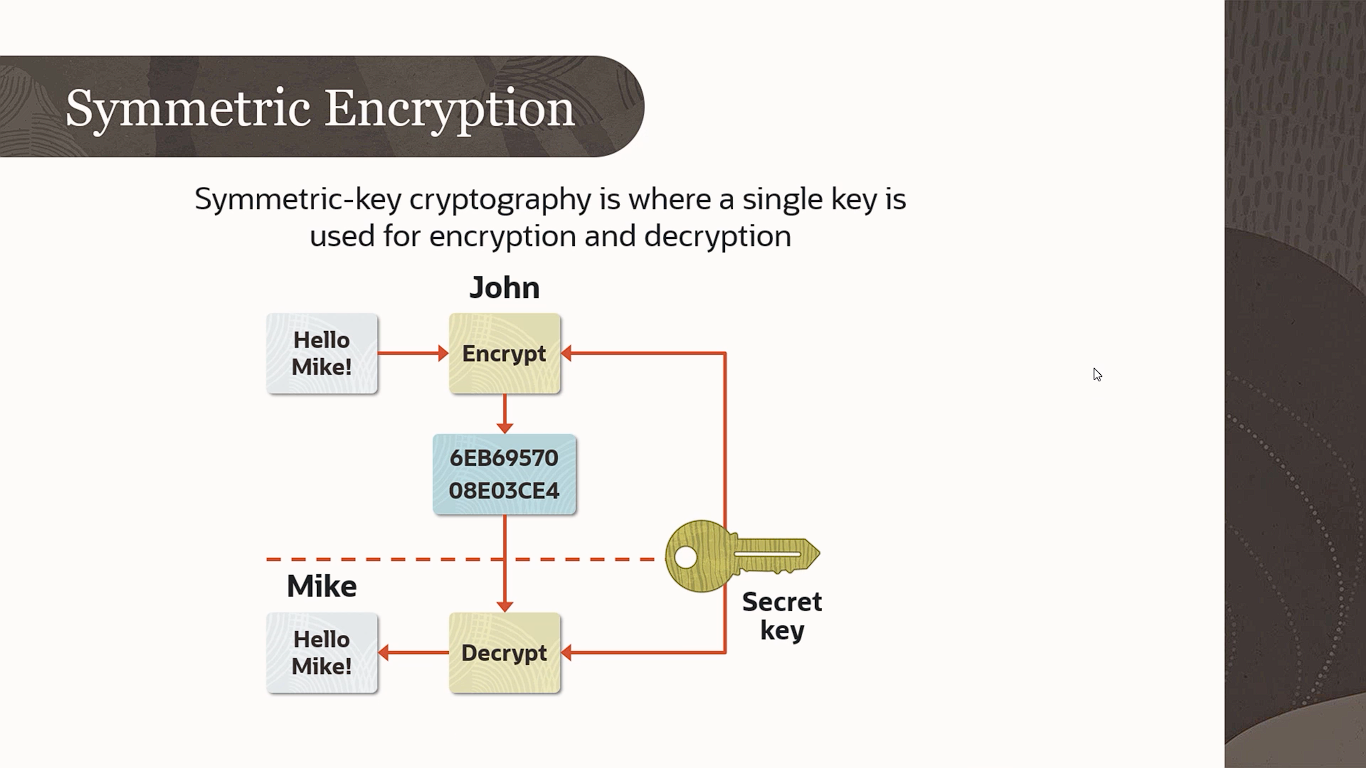 Symmetric Encryption
Symmetric-key cryptography is where a single key is
used for encryption and decryption
John
Hello
Mike!
Encrypt
6EB69570
08E03CE4
Mike
Hello
Mike!
Decrypt
Secret
key